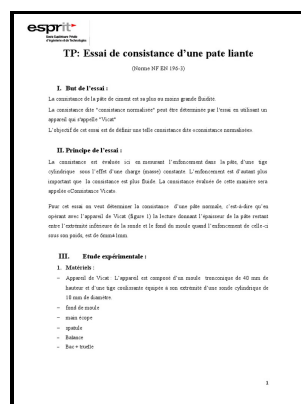 esprit
Ecole Supérieure Privée
d'Ingénierie et de Technologies
TP: Essai de consistance d'une pate liante
(Norme NF EN 196-3)
I. But de l'essai :
La consistance de la pâte de ciment est sa plus ou moins grande fluidité.
La consistance dite "consistance normalisée" peut être déterminée par l'essai en utilisant un
appareil qui s'appelle "Vicat"
L'objectif de cet essai est de définir une telle consistance dite «consistance normalisée».
II. Principe de l'essai :
La consistance est évaluée ici en mesurant l'enfoncement dans la pâte, d'une tige
cylindrique sous l'effet d'une charge (masse) constante. L'enfoncement est d'autant plus
important que la consistance est plus fluide. La consistance évaluée de cette manière sera
appelée «Consistance Vicat».
Pour cet essai on veut déterminer la consistance d'une pâte normale, c'est-à-dire qu'en
opérant avec l'appareil de Vicat (figure 1) la lecture donnant l'épaisseur de la pâte restant
entre l'extrémité inférieure de la sonde et le fond du moule quand l'enfoncement de celle-ci
sous son poids, est de 6mm±1mm.
III. Etude expérimentale :
1. Matériels :
– Appareil de Vicat : L'appareil est composé d'un moule tronconique de 40 mm de
hauteur et d'une tige coulissante équipée à son extrémité d'une sonde cylindrique de
10 mm de diamètre.
– fond de moule
– main écope
– spatule
– Balance
– Bac + truelle
1